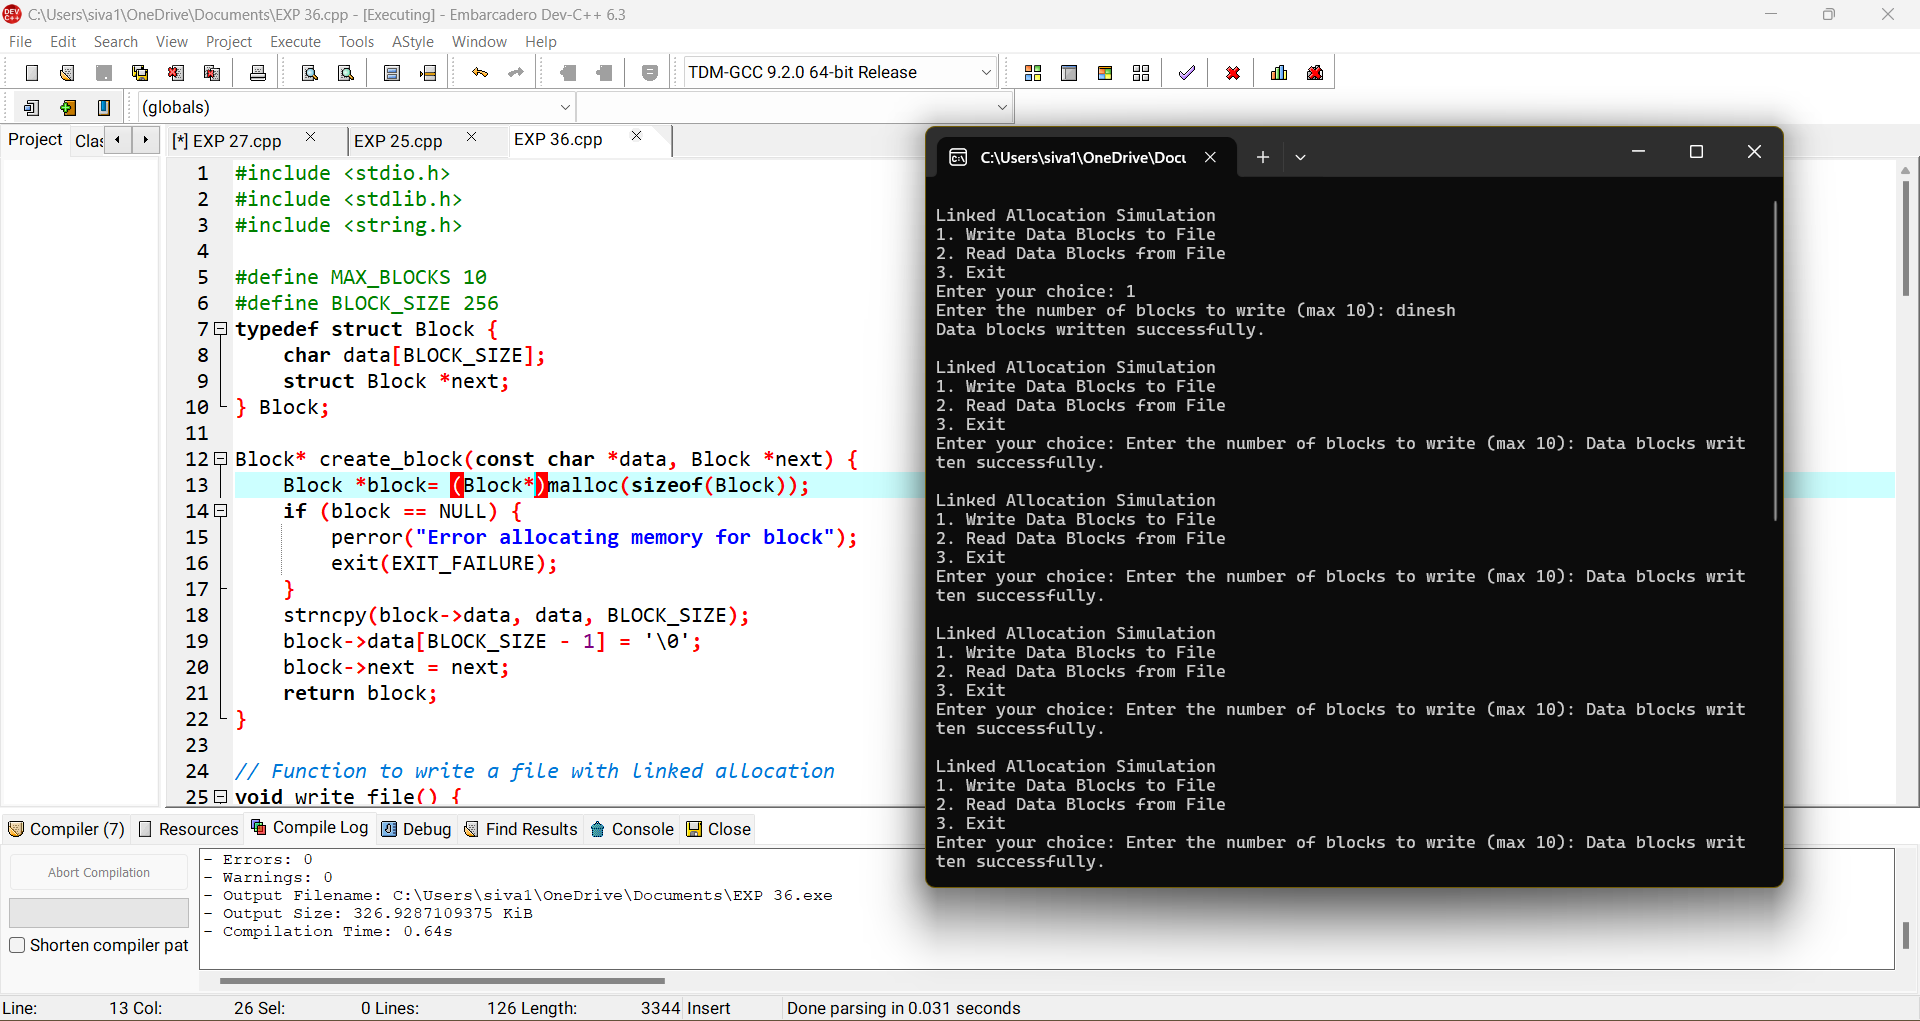 C:\Users\siva1\OneDrive\Documents\EXP 36.cpp - [Executing] - Embarcadero Dev-C++ 6.3
File Edit Search View Project Execute Tools AStyle Window Help
TDM-GCC 9.2.0 64-bit Release
(globals)
Project Clas
[*] EXP 27.cpp EXP 25.cpp EXP 36.cpp
1 #include <stdio.h>
2 #include <stdlib.h>
3 #include <string.h>
4
5 #define MAX_BLOCKS 10
6 #define BLOCK_SIZE 256
7 typedef struct Block {
8 char data[BLOCK_SIZE];
9 struct Block *next;
10 } Block;
11
12 Block* create_block(const char *data, Block *next) {
13 Block *block= (Block*)malloc(sizeof(Block));
14 if (block == NULL) {
15 perror("Error allocating memory for block");
16 exit(EXIT_FAILURE);
17 }
18 strncpy(block->data, data, BLOCK_SIZE);
19 block->data[BLOCK_SIZE - 1] = '\0';
20 block->next = next;
21 return block;
22 }
23
24 // Function to write a file with linked allocation
25 void write file() {
C:\Users\siva1\OneDrive\Docu
Linked Allocation Simulation
1. Write Data Blocks to File
2. Read Data Blocks from File
3. Exit
Enter your choice: 1
Enter the number of blocks to write (max 10): dinesh
Data blocks written successfully.
Linked Allocation Simulation
1. Write Data Blocks to File
2. Read Data Blocks from File
3. Exit
Enter your choice: Enter the number of blocks to write (max 10): Data blocks writ
ten successfully.
Linked Allocation Simulation
1. Write Data Blocks to File
2. Read Data Blocks from File
3. Exit
Enter your choice: Enter the number of blocks to write (max 10): Data blocks writ
ten successfully.
Linked Allocation Simulation
1. Write Data Blocks to File
2. Read Data Blocks from File
3. Exit
Enter your choice: Enter the number of blocks to write (max 10): Data blocks writ
ten successfully.
Linked Allocation Simulation
1. Write Data Blocks to File
2. Read Data Blocks from File
3. Exit
Enter your choice: Enter the number of blocks to write (max 10): Data blocks writ
ten successfully.
Compiler (7) Resources Compile Log Debug Find Results Console Close
Abort Compilation
Shorten compiler pat
- Errors: 0
- Warnings: 0
- Output Filename: C:\Users\siva1\OneDrive\Documents\EXP 36.exe
- Output Size: 326.9287109375 KiB
- Compilation Time: 0.64s
Line: 13 Col: 26 Sel: 0 Lines: 126 Length: 3344 Insert Done parsing in 0.031 seconds